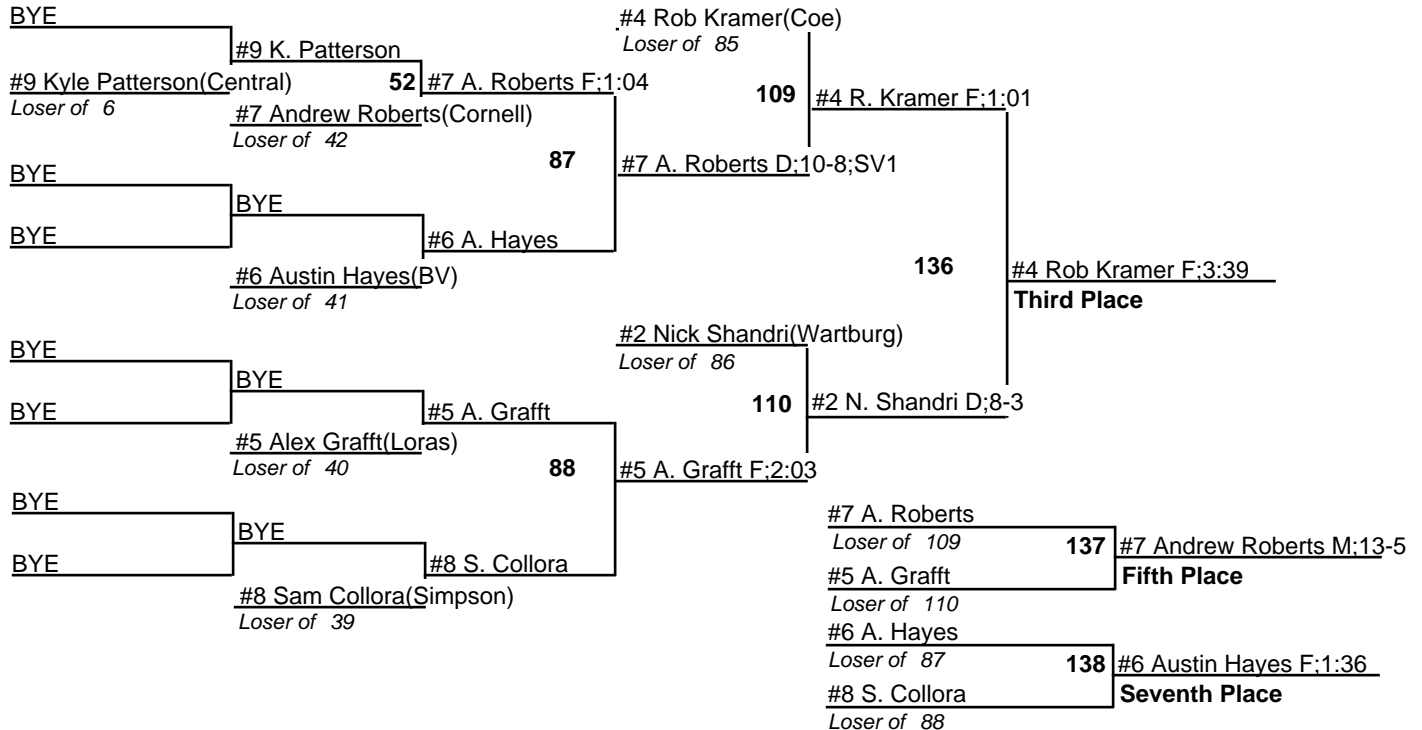 BYE
#9 K. Patterson
#9 Kyle Patterson(Central)
Loser of 6
52
#7 A. Roberts F;1:04
#7 Andrew Roberts(Cornell)
Loser of 42
87
#7 A. Roberts D;10-8;SV1
BYE
BYE
BYE
#6 A. Hayes
#6 Austin Hayes(BV)
Loser of 41
#4 Rob Kramer(Coe)
Loser of 85
109
#4 R. Kramer F;1:01
136
#4 Rob Kramer F;3:39
Third Place
BYE
BYE
BYE
#5 A. Grafft
#5 Alex Grafft(Loras)
Loser of 40
88
#5 A. Grafft F;2:03
BYE
BYE
BYE
#8 S. Collora
#8 Sam Collora(Simpson)
Loser of 39
#2 Nick Shandri(Wartburg)
Loser of 86
110
#2 N. Shandri D;8-3
#7 A. Roberts
Loser of 109
137
#7 Andrew Roberts M;13-5
Fifth Place
#5 A. Grafft
Loser of 110
#6 A. Hayes
Loser of 87
138
#6 Austin Hayes F;1:36
Seventh Place
#8 S. Collora
Loser of 88